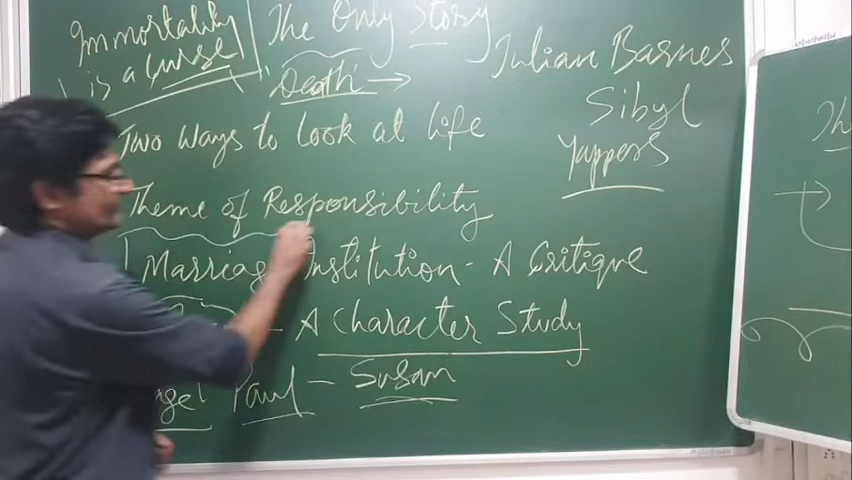 Immortality
is a curse
The Only Story
Death →
Julian Barnes
Sibyl
Yappers
Two Ways to look at life
Theme of Responsibility
Marriage Institution - A Critique
- A Character Study
Paul - Susan